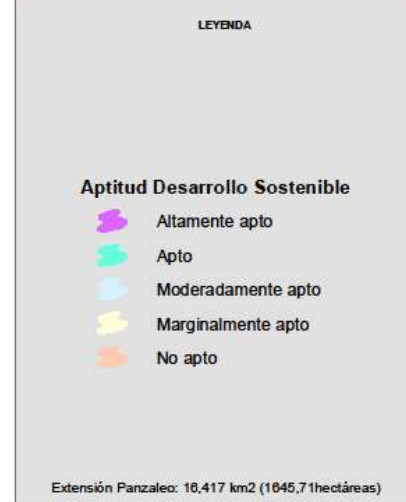 LEYENDA
Aptitud Desarrollo Sostenible
Altamente apto
Apto
Moderadamente apto
Marginalmente apto
No apto
Extensión Panzaleo: 16,417 km2 (1645,71hectáreas)